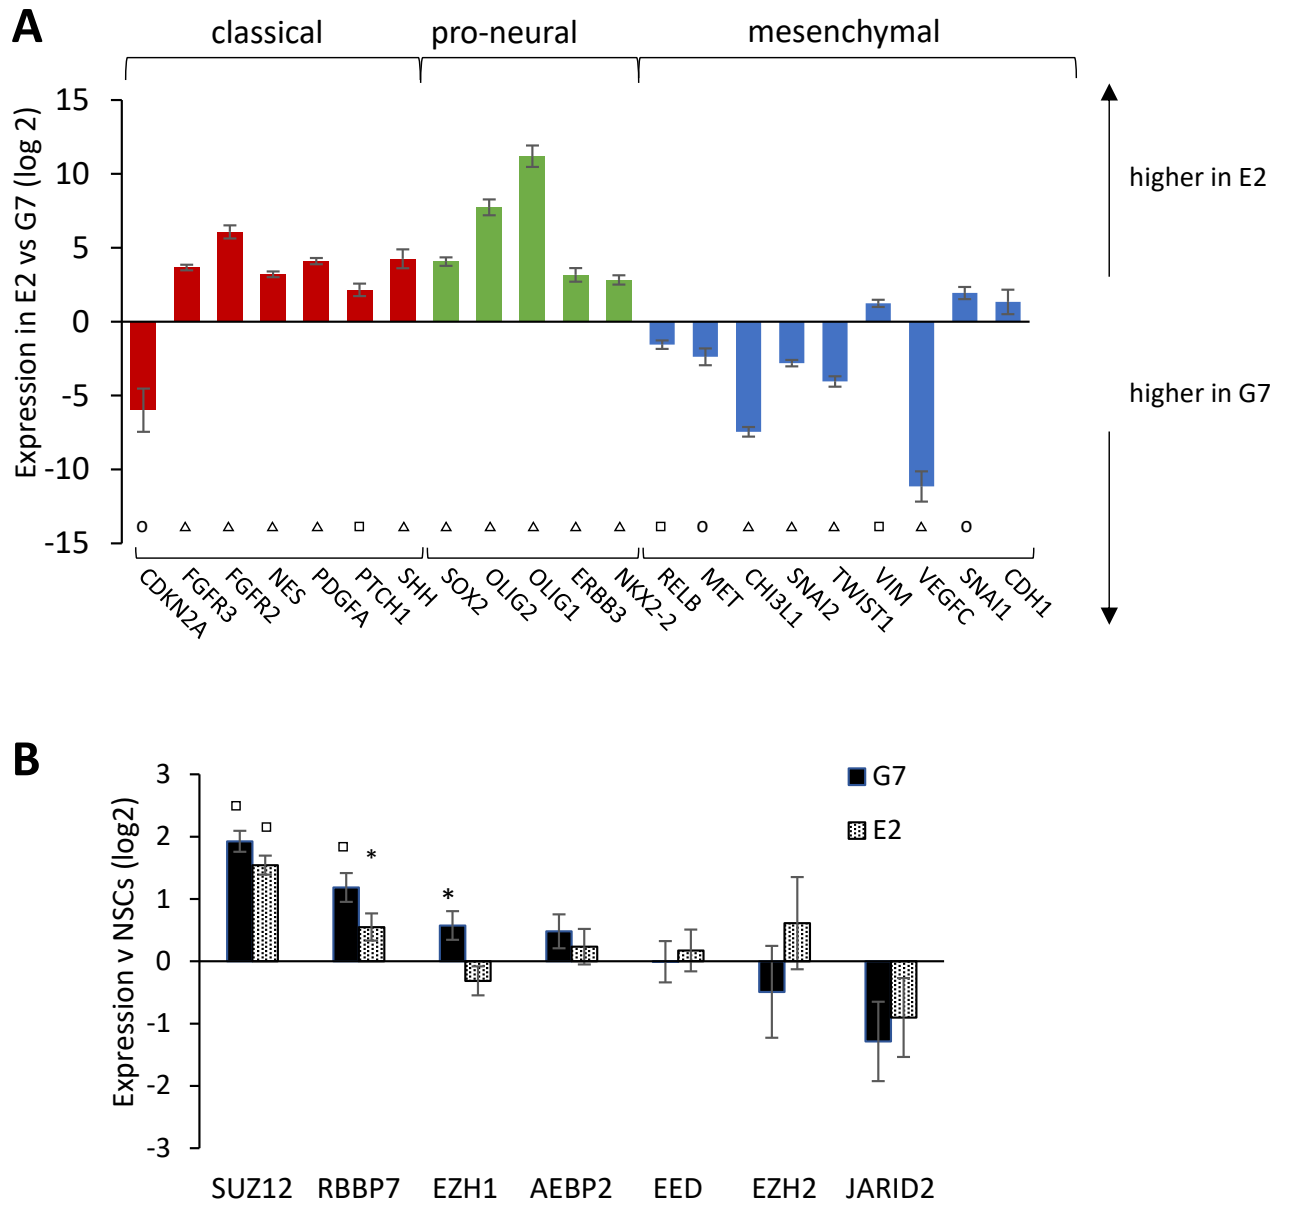 A
classical pro-neural mesenchymal
Expression in E2 vs G7 (log 2)
15
10
5
0
-5
-10
-15
higher in E2
higher in G7
o △ △ △ △ □ △ △ △ △ △ △ □ o △ △ △ □ △ o
CDKN2A FGFR3 FGFR2 NES PDGFA PTCH1 SHH SOX2 OLIG2 OLIG1 ERBB3 NKX2-2 RELB MET CHI3L1 SNAI2 TWIST1 VIM VEGFC SNAI1 CDH1
B
Expression v NSCs (log2)
3
2
1
0
-1
-2
-3
G7
E2
□ □ □ * *
SUZ12 RBBP7 EZH1 AEBP2 EED EZH2 JARID2